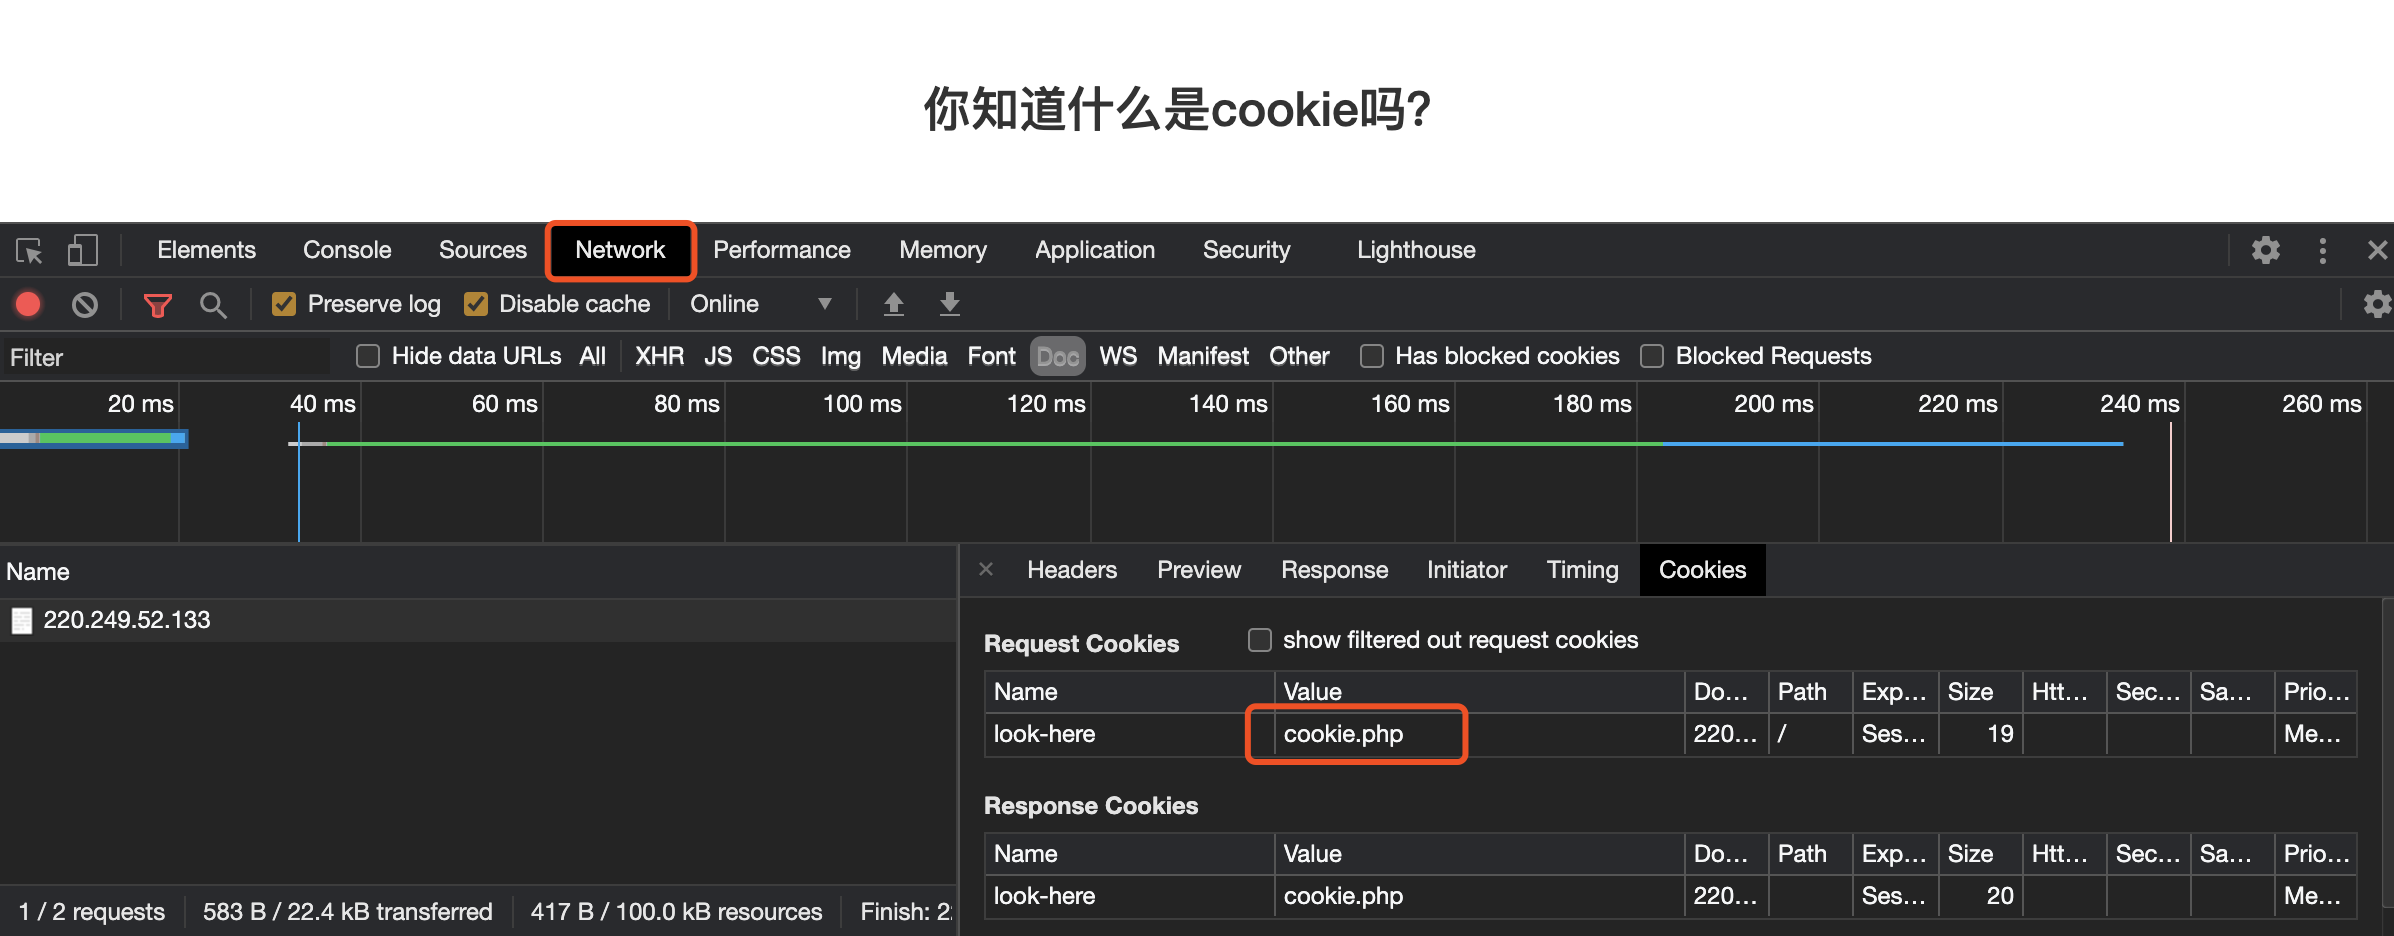 你知道什么是cookie吗?
Elements Console Sources Network Performance Memory Application Security Lighthouse
Preserve log Disable cache Online
Filter Hide data URLs All XHR JS CSS Img Media Font Doc WS Manifest Other Has blocked cookies Blocked Requests
20 ms 40 ms 60 ms 80 ms 100 ms 120 ms 140 ms 160 ms 180 ms 200 ms 220 ms 240 ms 260 ms
Name
220.249.52.133
Headers Preview Response Initiator Timing Cookies
Request Cookies show filtered out request cookies
Name Value Do... Path Exp... Size Htt... Sec... Sa... Prio...
look-here cookie.php 220... / Ses... 19 Me...
Response Cookies
Name Value Do... Path Exp... Size Htt... Sec... Sa... Prio...
look-here cookie.php 220... Ses... 20 Me...
1 / 2 requests 583 B / 22.4 kB transferred 417 B / 100.0 kB resources Finish: